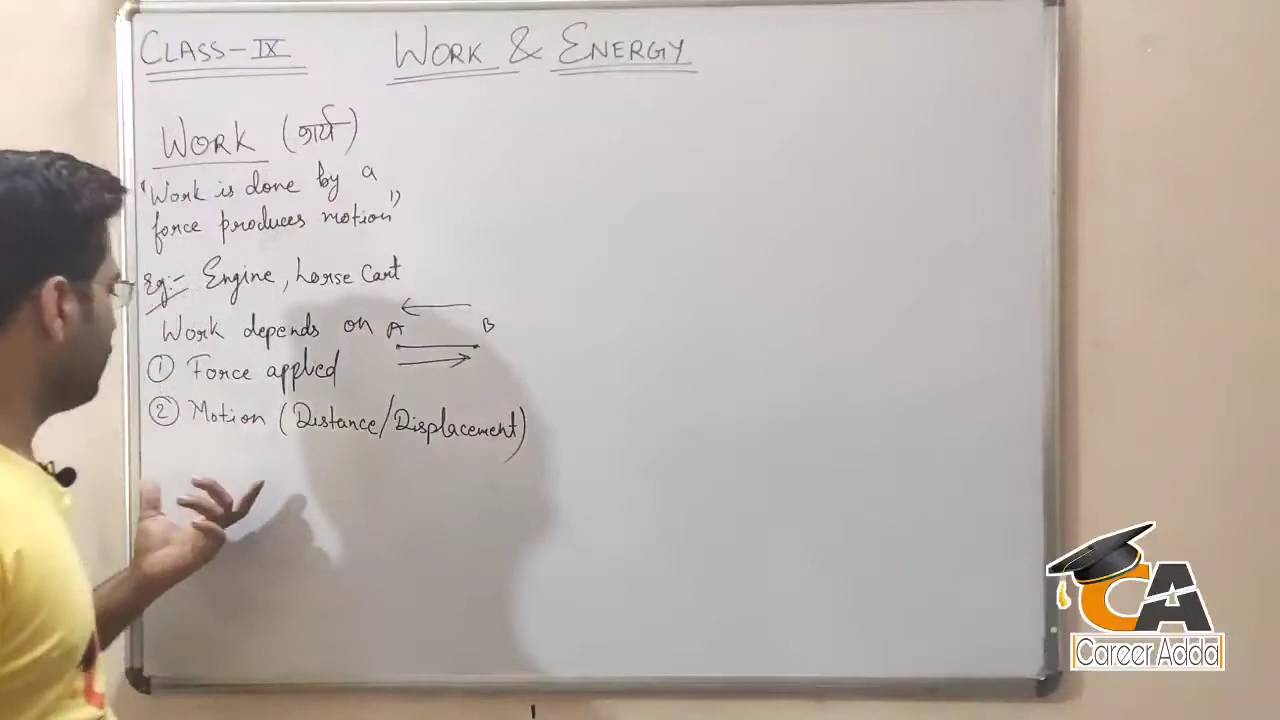 CLASS-IX
WORK & ENERGY
WORK (कार्य)
"Work is done by a
force produces motion"
Eg:- Engine, horse Cart
Work depends on
A B
① Force applied
② Motion (Distance/Displacement)
CA
Career Adda